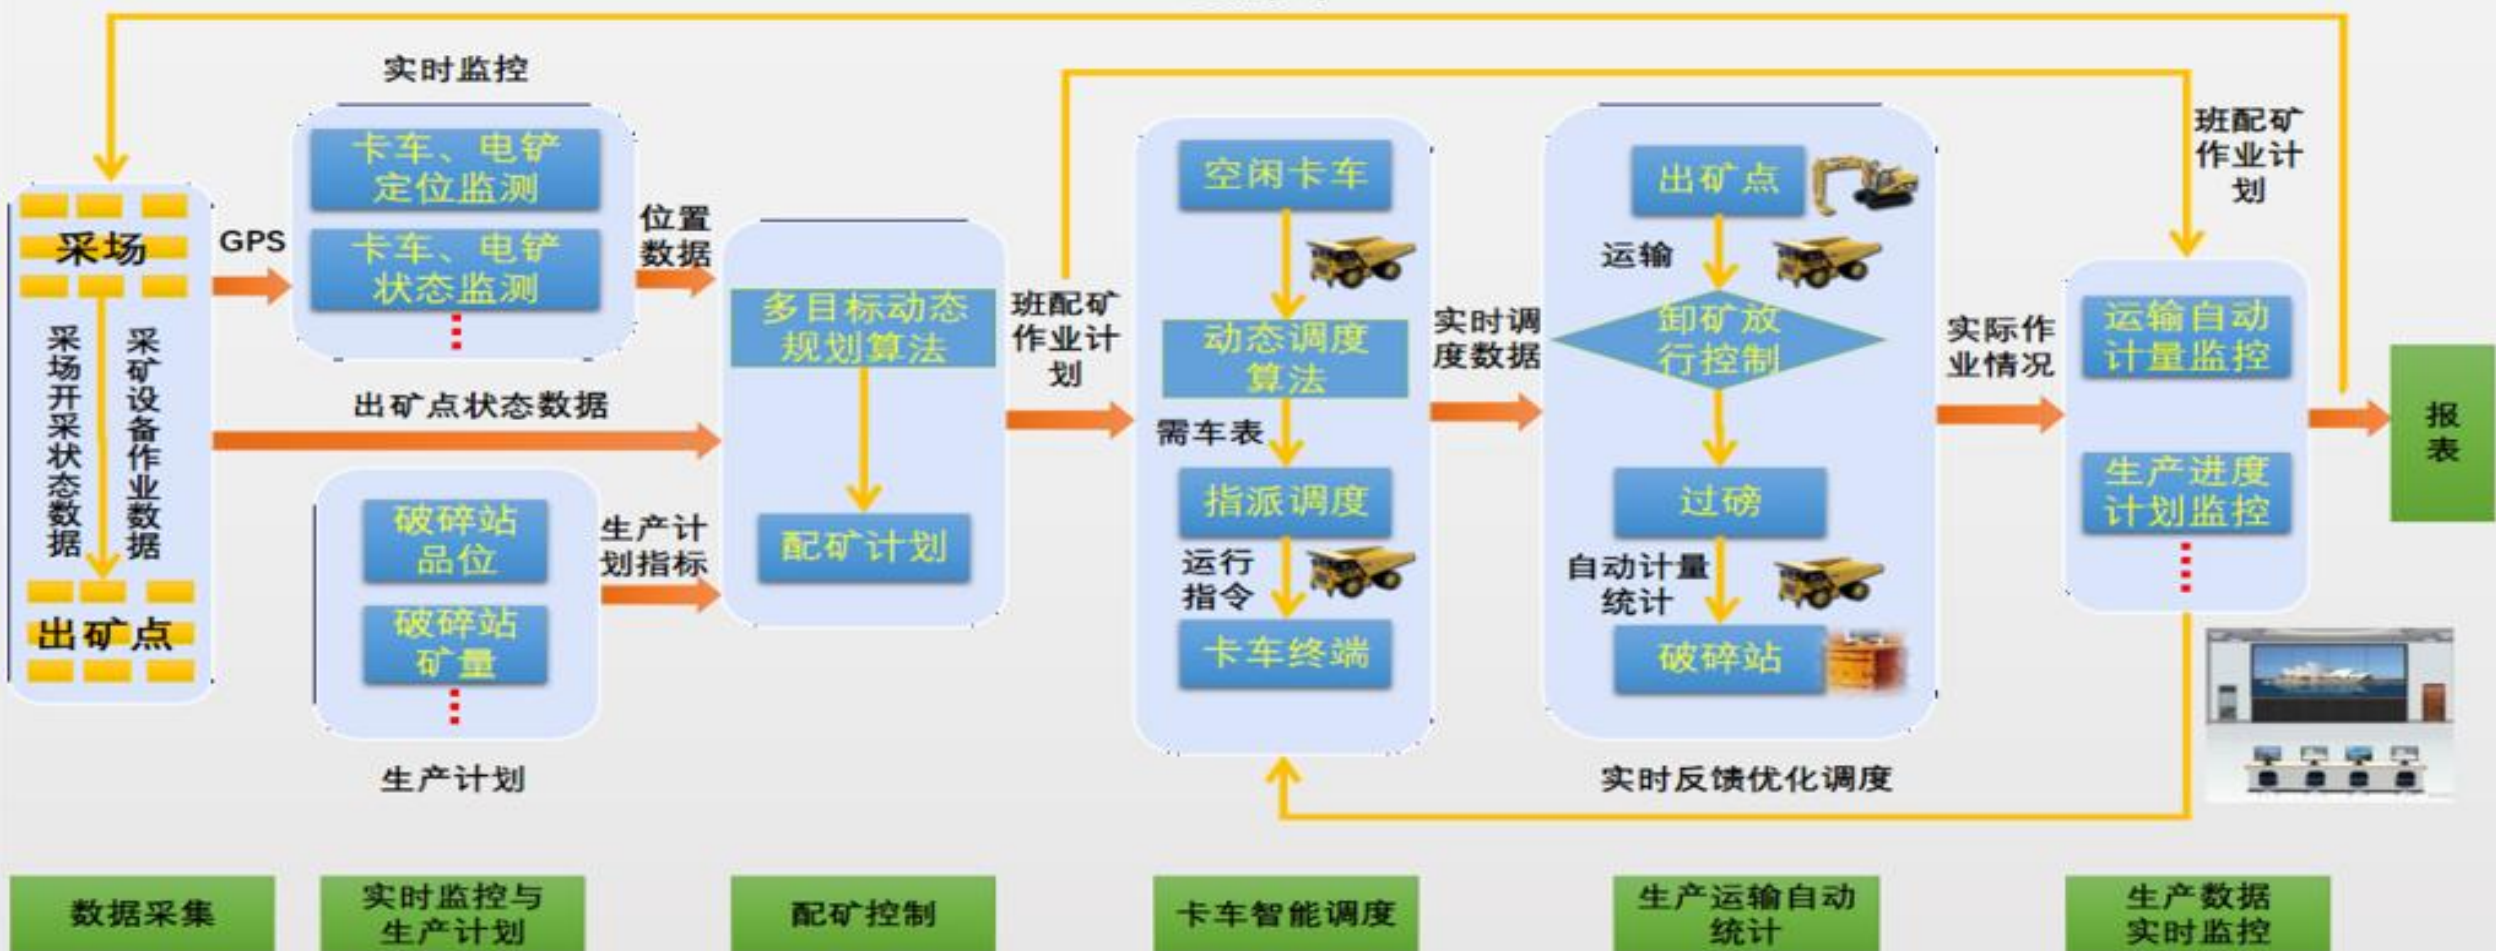 实时监控
班配矿
作业计
划
卡车、电铲
定位监测
GPS
卡车、电铲
状态监测
位置
数据
采场
采场开采状态数据
采矿设备作业数据
出矿点
出矿点状态数据
破碎站
品位
破碎站
矿量
生产计
划指标
生产计划
多目标动态
规划算法
配矿计划
班配矿
作业计
划
空闲卡车
动态调度
算法
需车表
指派调度
运行
指令
卡车终端
实时调
度数据
出矿点
运输
卸矿放
行控制
过磅
自动计量
统计
破碎站
实际作
业情况
运输自动
计量监控
生产进度
计划监控
报
表
实时反馈优化调度
数据采集
实时监控与
生产计划
配矿控制
卡车智能调度
生产运输自动
统计
生产数据
实时监控